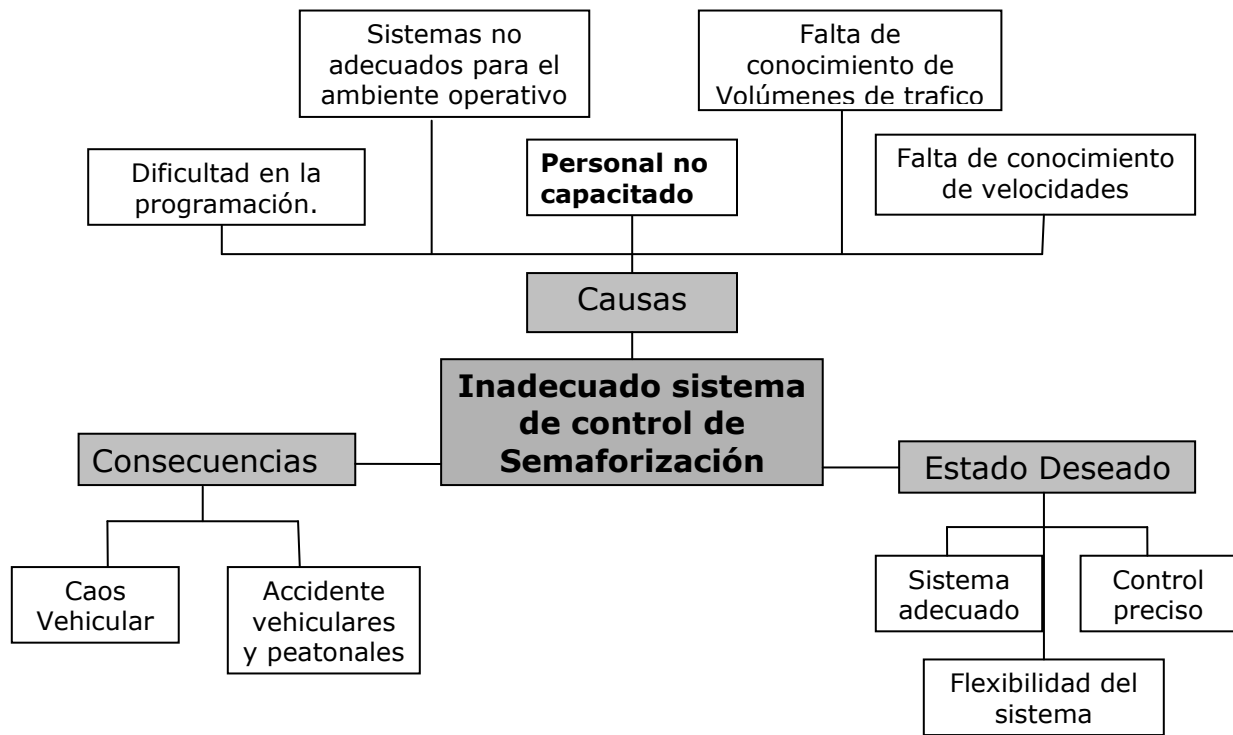 Sistemas no
adecuados para el
ambiente operativo
Falta de
conocimiento de
Volúmenes de trafico
Dificultad en la
programación.
Personal no
capacitado
Falta de conocimiento
de velocidades
Causas
Inadecuado sistema
de control de
Semaforización
Consecuencias
Estado Deseado
Caos
Vehicular
Accidente
vehiculares
y peatonales
Sistema
adecuado
Control
preciso
Flexibilidad del
sistema